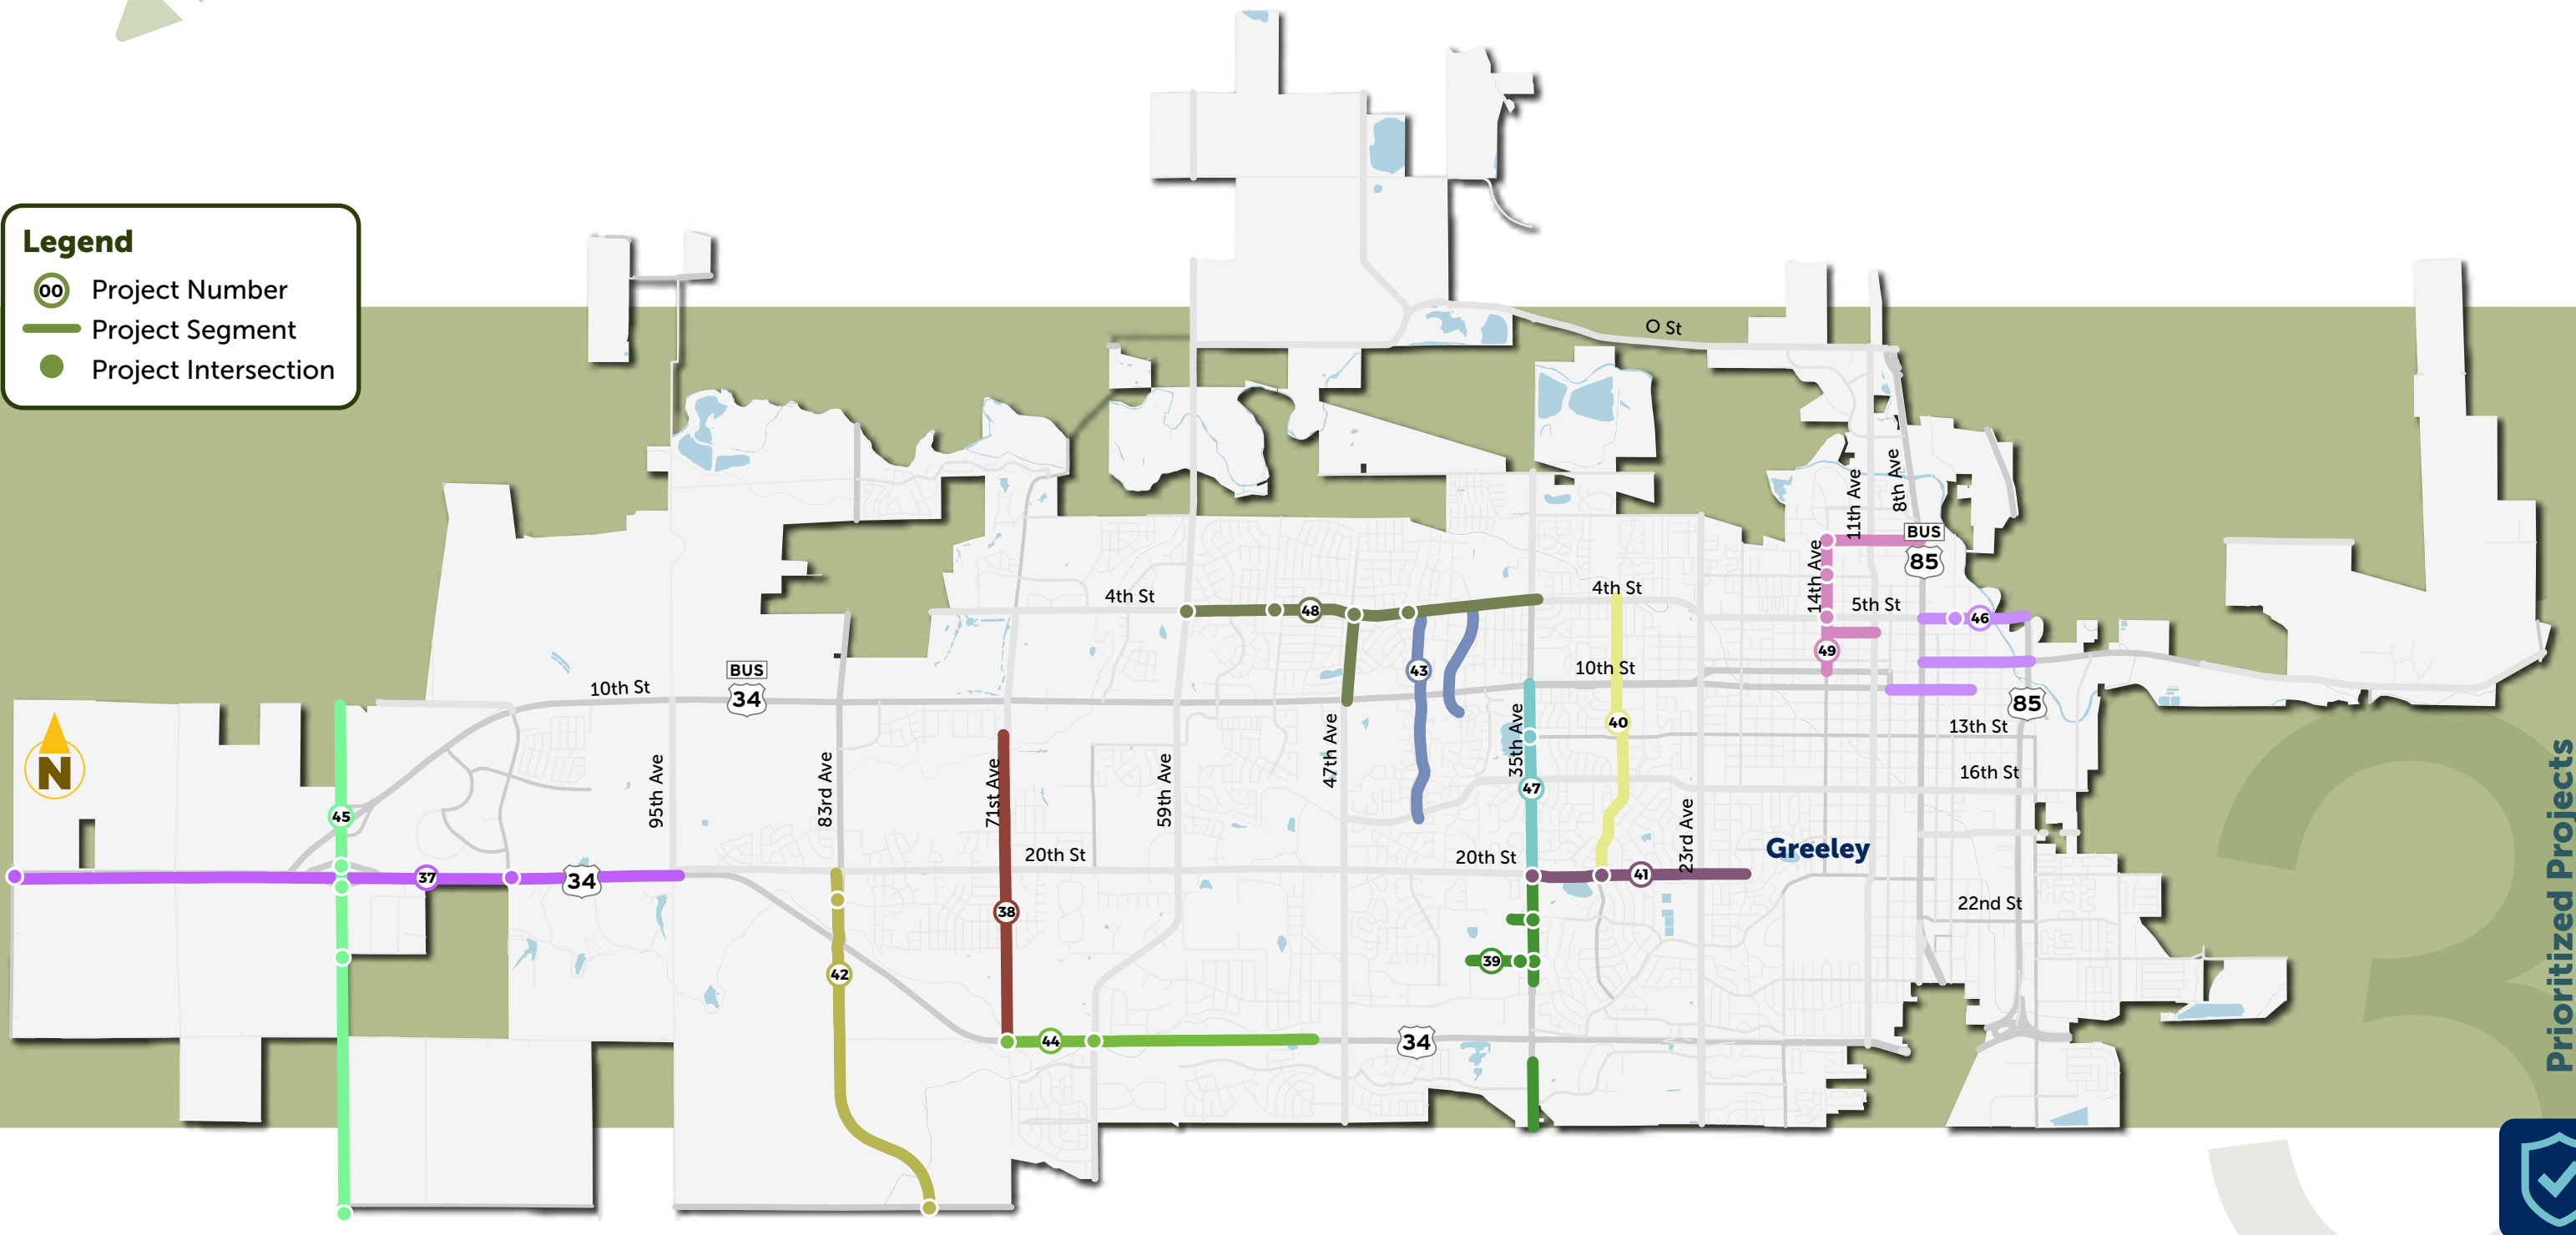 Legend
00 Project Number
Project Segment
Project Intersection
O St
11th Ave
8th Ave
BUS
85
14th Ave
4th St
48
4th St
5th St
46
49
43
10th St
BUS
34
10th St
85
N
40
13th St
35th Ave
47th Ave
95th Ave
83rd Ave
71st Ave
59th Ave
16th St
47
45
23rd Ave
Greeley
20th St
20th St
37
34
41
22nd St
38
39
42
44
34
3
Prioritized Projects